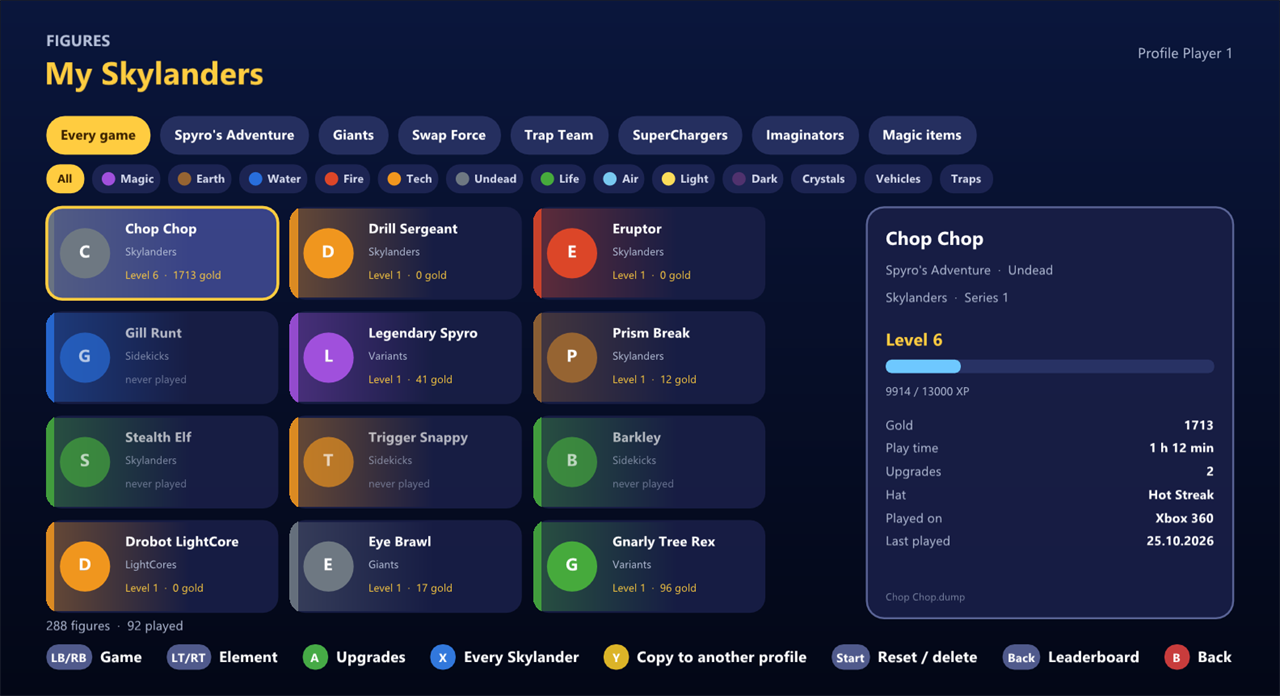 FIGURES
My Skylanders
Profile Player 1
Every game Spyro's Adventure Giants Swap Force Trap Team SuperChargers Imaginators Magic items
All Magic Earth Water Fire Tech Undead Life Air Light Dark Crystals Vehicles Traps
C
Chop Chop
Skylanders
Level 6 · 1713 gold
D
Drill Sergeant
Skylanders
Level 1 · 0 gold
E
Eruptor
Skylanders
Level 1 · 0 gold
G
Gill Runt
Sidekicks
never played
L
Legendary Spyro
Variants
Level 1 · 41 gold
P
Prism Break
Skylanders
Level 1 · 12 gold
S
Stealth Elf
Skylanders
never played
T
Trigger Snappy
Sidekicks
never played
B
Barkley
Sidekicks
never played
D
Drobot LightCore
LightCores
Level 1 · 0 gold
E
Eye Brawl
Giants
Level 1 · 17 gold
G
Gnarly Tree Rex
Variants
Level 1 · 96 gold
Chop Chop
Spyro's Adventure · Undead
Skylanders · Series 1
Level 6
9914 / 13000 XP
Gold 1713
Play time 1 h 12 min
Upgrades 2
Hat Hot Streak
Played on Xbox 360
Last played 25.10.2026
Chop Chop.dump
288 figures · 92 played
LB/RB Game LT/RT Element A Upgrades X Every Skylander Y Copy to another profile Start Reset / delete Back Leaderboard B Back